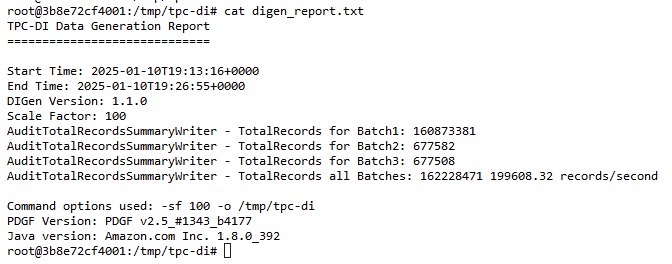 root@3b8e72cf4001:/tmp/tpc-di# cat digen_report.txt
TPC-DI Data Generation Report
=============================
Start Time: 2025-01-10T19:13:16+0000
End Time: 2025-01-10T19:26:55+0000
DIGen Version: 1.1.0
Scale Factor: 100
AuditTotalRecordsSummaryWriter - TotalRecords for Batch1: 160873381
AuditTotalRecordsSummaryWriter - TotalRecords for Batch2: 677582
AuditTotalRecordsSummaryWriter - TotalRecords for Batch3: 677508
AuditTotalRecordsSummaryWriter - TotalRecords all Batches: 162228471 199608.32 records/second
Command options used: -sf 100 -o /tmp/tpc-di
PDGF Version: PDGF v2.5_#1343_b4177
Java version: Amazon.com Inc. 1.8.0_392
root@3b8e72cf4001:/tmp/tpc-di#